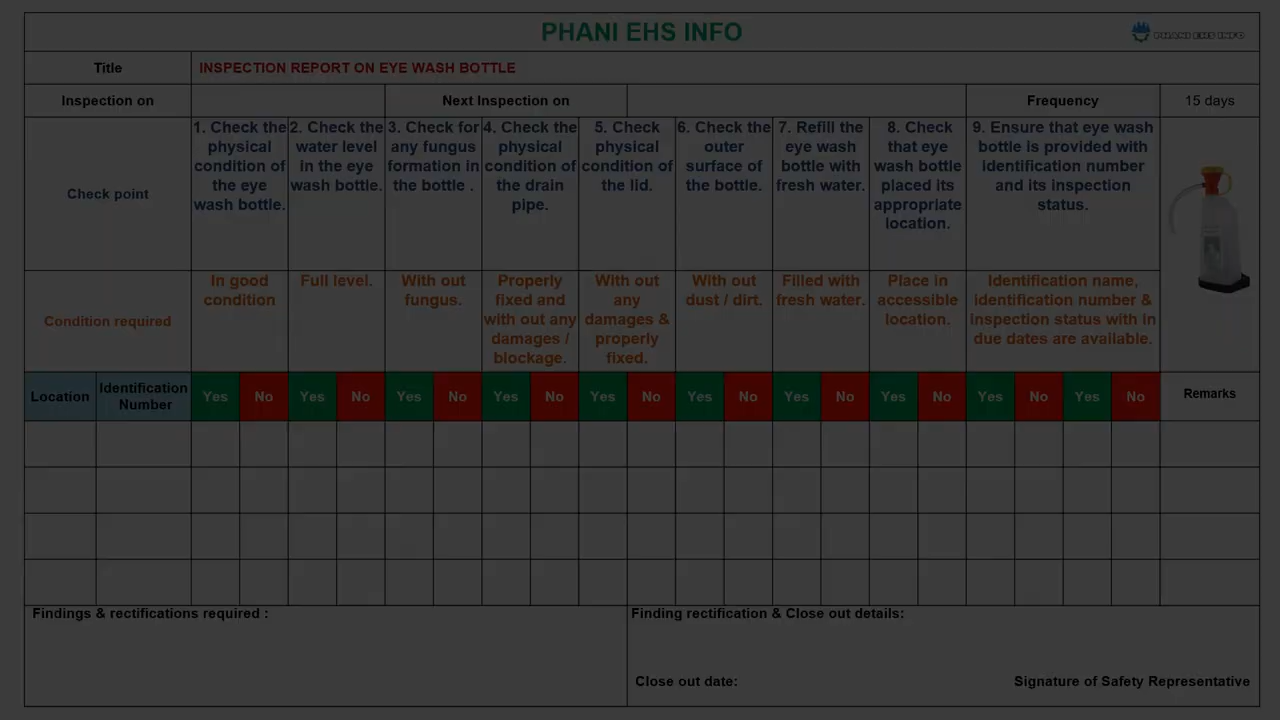 PHANI EHS INFO
PHANI EHS INFO
Title
INSPECTION REPORT ON EYE WASH BOTTLE
Inspection on
Next Inspection on
Frequency
15 days
Check point
1. Check the
physical
condition of
the eye
wash bottle.
2. Check the
water level
in the eye
wash bottle.
3. Check for
any fungus
formation in
the bottle .
4. Check the
physical
condition of
the drain
pipe.
5. Check
physical
condition of
the lid.
6. Check the
outer
surface of
the bottle.
7. Refill the
eye wash
bottle with
fresh water.
8. Check
that eye
wash bottle
placed its
appropriate
location.
9. Ensure that eye wash
bottle is provided with
identification number
and its inspection
status.
Condition required
In good
condition
Full level.
With out
fungus.
Properly
fixed and
with out any
damages /
blockage.
With out
any
damages &
properly
fixed.
With out
dust / dirt.
Filled with
fresh water.
Place in
accessible
location.
Identification name,
identification number &
inspection status with in
due dates are available.
Location
Identification
Number
Yes
No
Yes
No
Yes
No
Yes
No
Yes
No
Yes
No
Yes
No
Yes
No
Yes
No
Yes
No
Remarks
Findings & rectifications required :
Finding rectification & Close out details:
Close out date:
Signature of Safety Representative